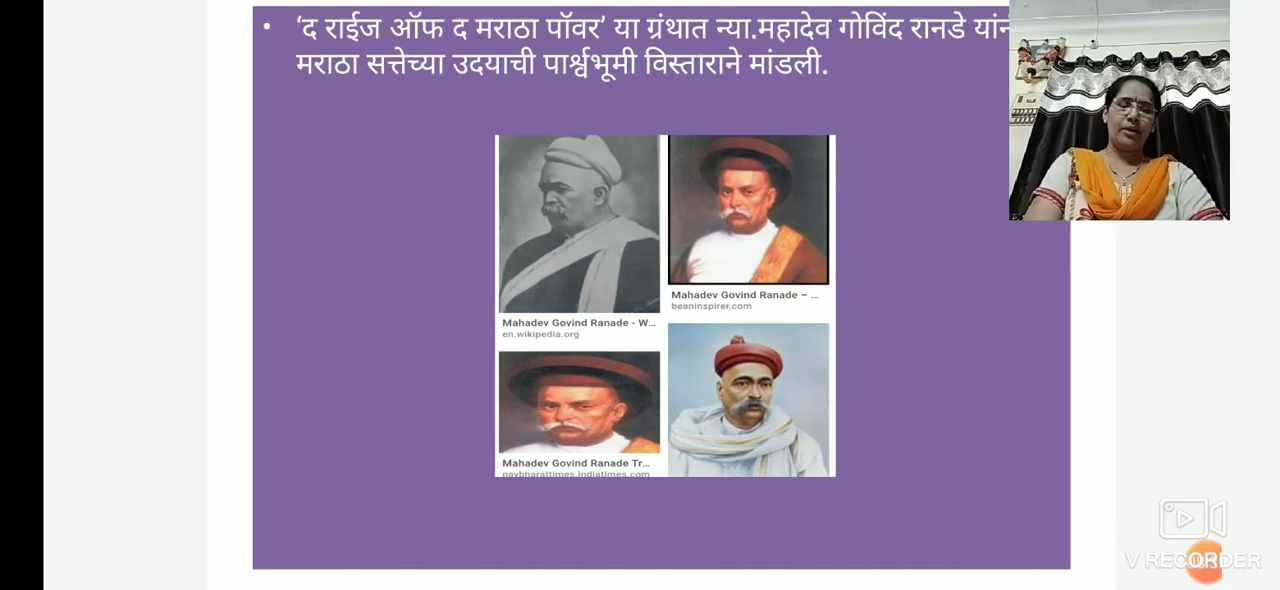 • ‘द राईज ऑफ द मराठा पॉवर’ या ग्रंथात न्या.महादेव गोविंद रानडे
मराठा सत्तेच्या उदयाची पार्श्वभूमी विस्ताराने मांडली.
Mahadev Govind Ranade – ...
beaninspirer.com
Mahadev Govind Ranade - W...
en.wikipedia.org
Mahadev Govind Ranade Tr...
navbharattimes.indiatimes.com
V RECORDER